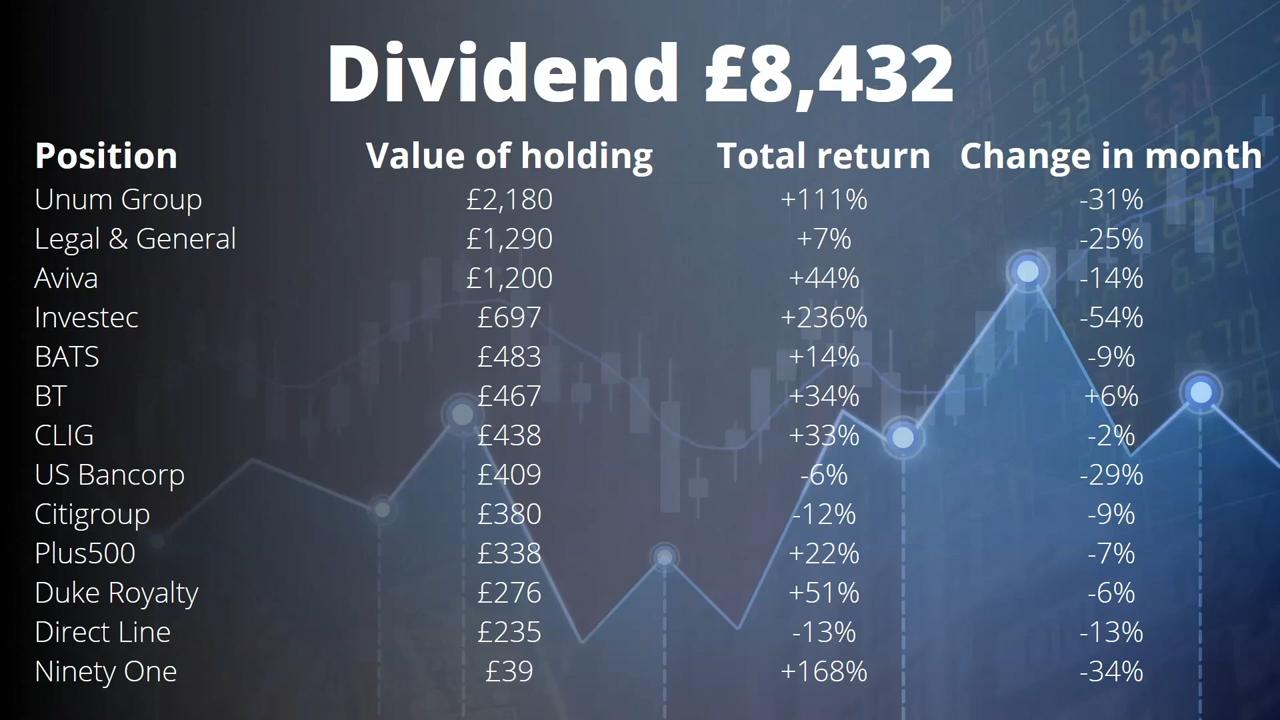 Dividend £8,432
Position Value of holding Total return Change in month
Unum Group £2,180 +111% -31%
Legal & General £1,290 +7% -25%
Aviva £1,200 +44% -14%
Investec £697 +236% -54%
BATS £483 +14% -9%
BT £467 +34% +6%
CLIG £438 +33% -2%
US Bancorp £409 -6% -29%
Citigroup £380 -12% -9%
Plus500 £338 +22% -7%
Duke Royalty £276 +51% -6%
Direct Line £235 -13% -13%
Ninety One £39 +168% -34%